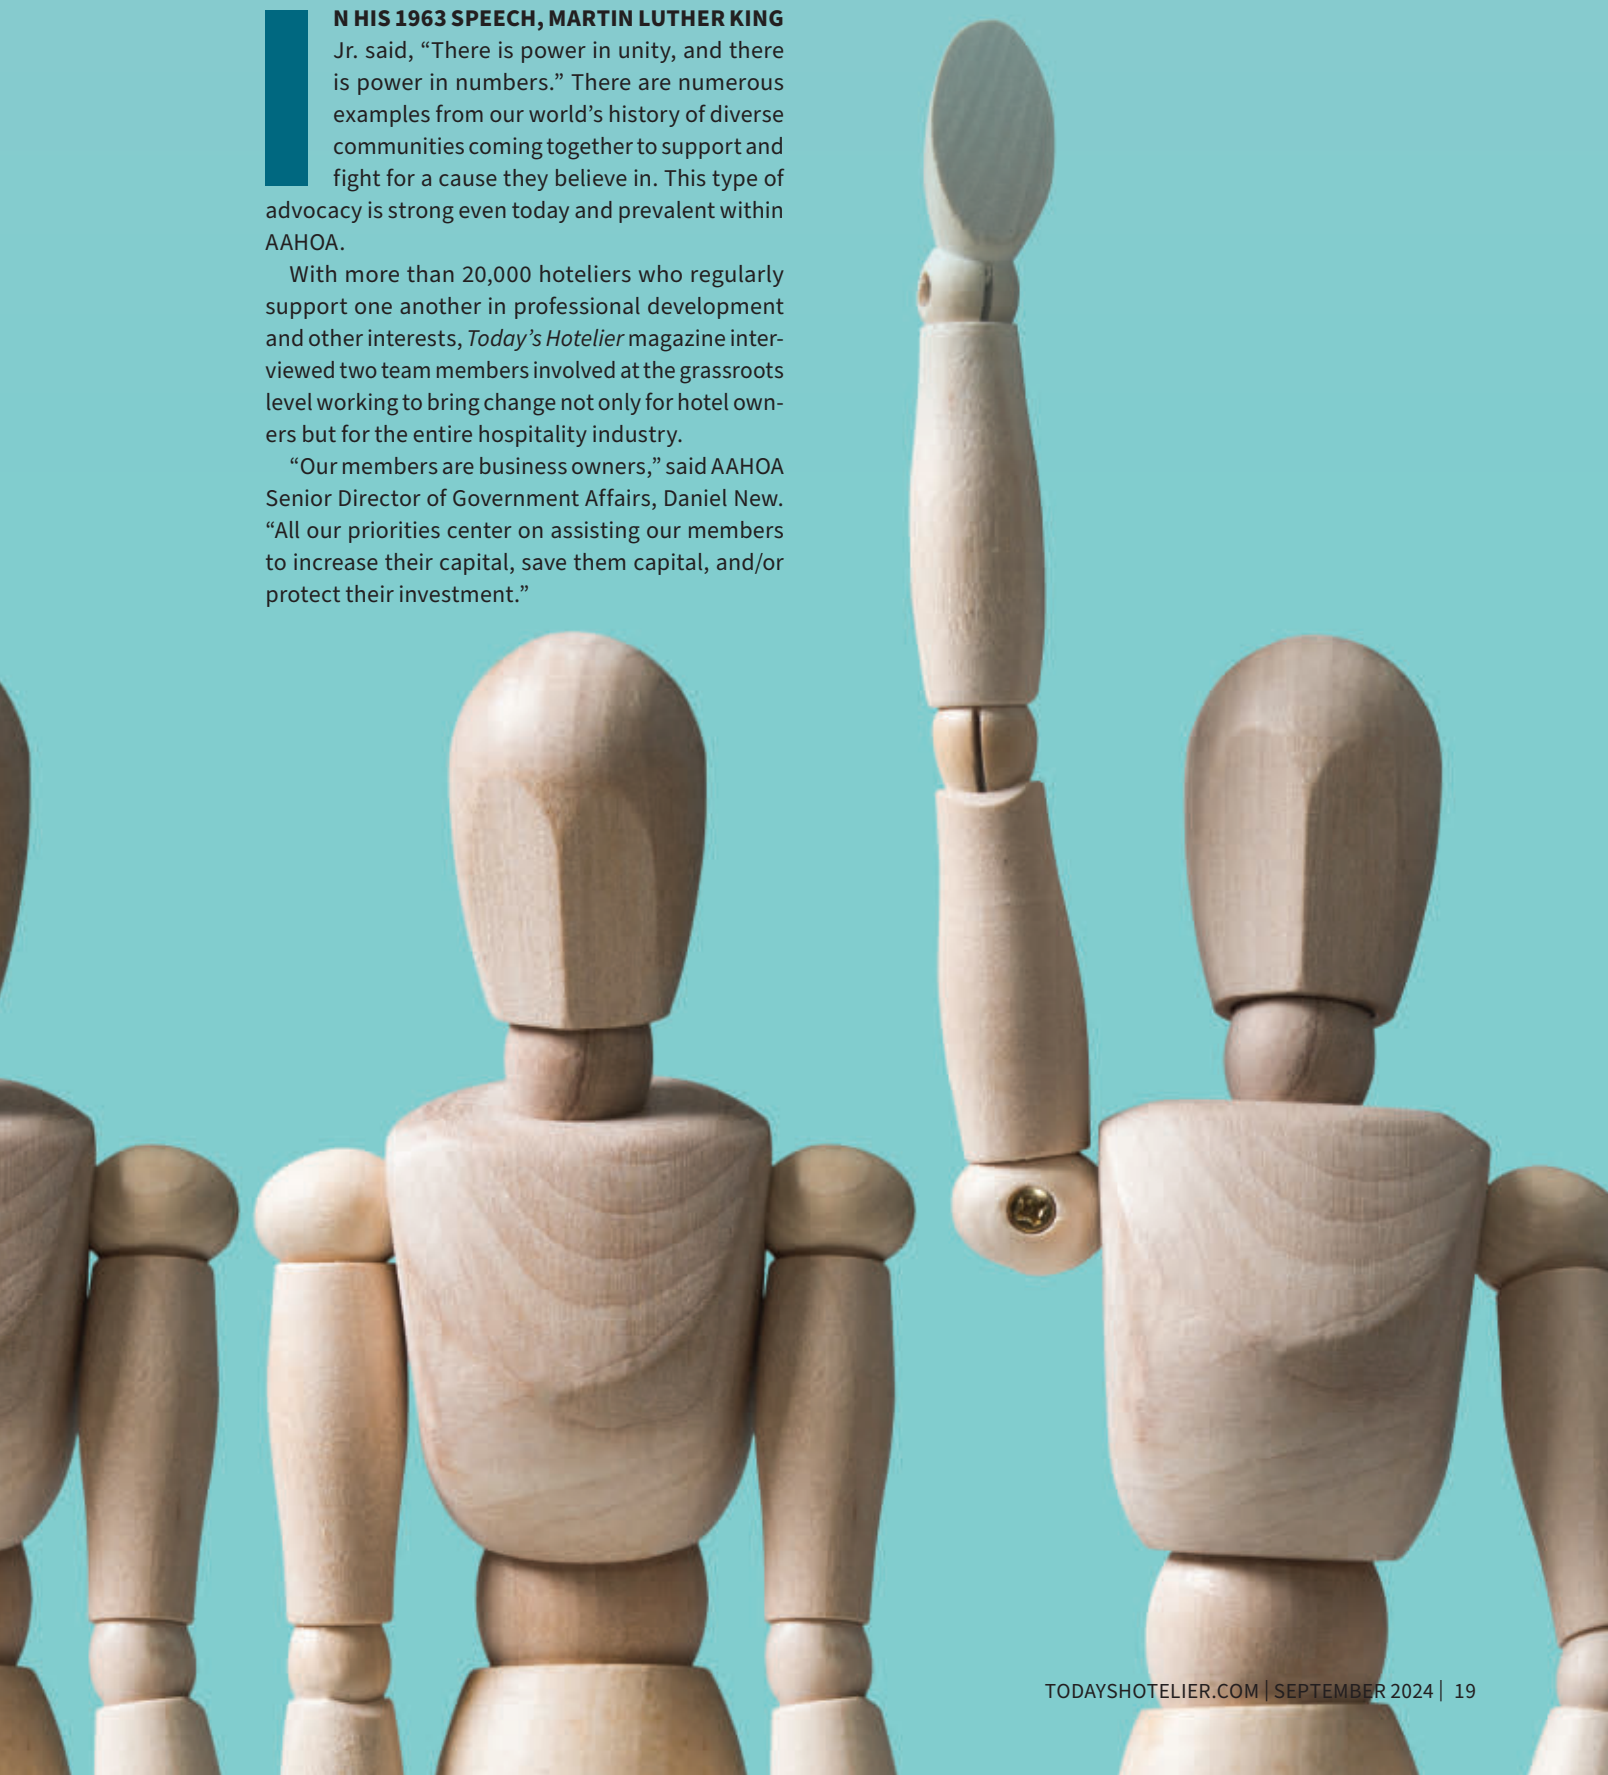 IN HIS 1963 SPEECH, MARTIN LUTHER KING
Jr. said, “There is power in unity, and there
is power in numbers.” There are numerous
examples from our world’s history of diverse
communities coming together to support and
fight for a cause they believe in. This type of
advocacy is strong even today and prevalent within
AAHOA.
With more than 20,000 hoteliers who regularly
support one another in professional development
and other interests, Today’s Hotelier magazine inter-
viewed two team members involved at the grassroots
level working to bring change not only for hotel own-
ers but for the entire hospitality industry.
“Our members are business owners,” said AAHOA
Senior Director of Government Affairs, Daniel New.
“All our priorities center on assisting our members
to increase their capital, save them capital, and/or
protect their investment.”
TODAYSHOTELIER.COM | SEPTEMBER 2024 | 19